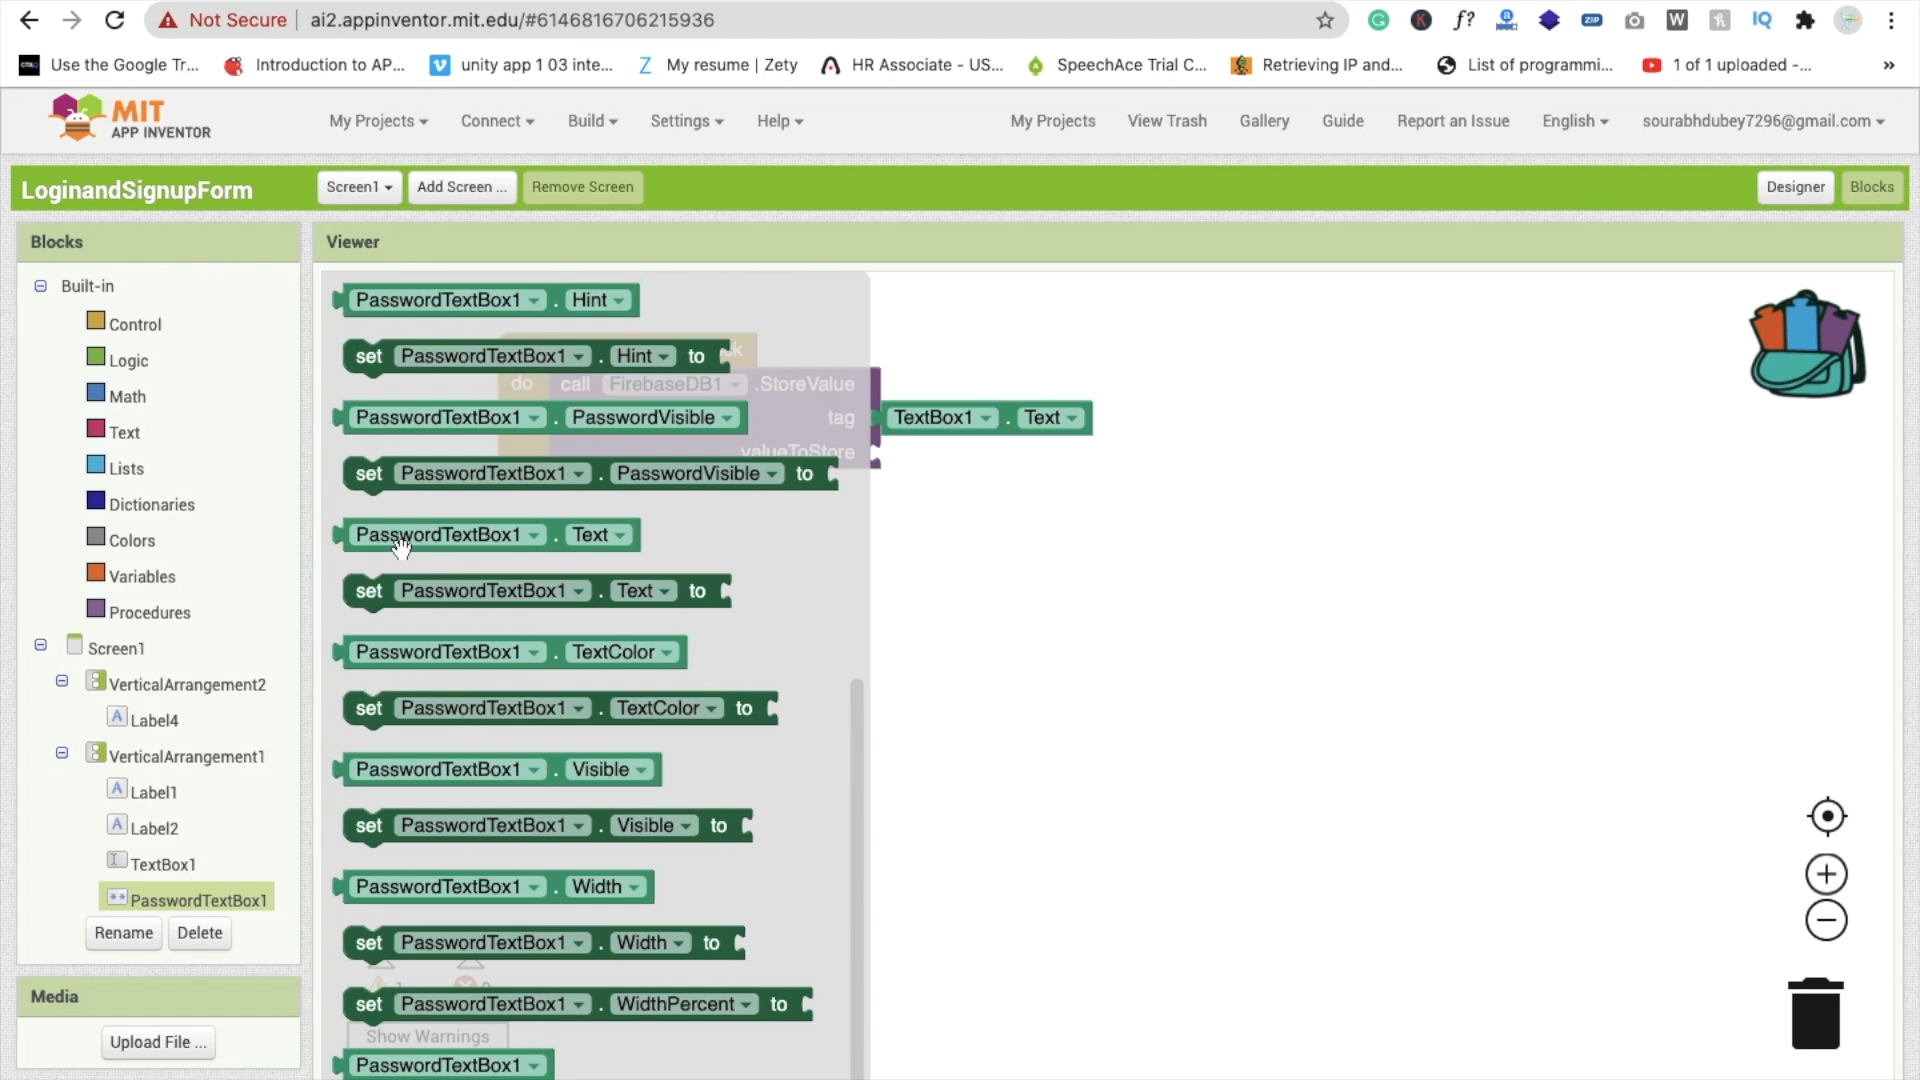 Not Secure | ai2.appinventor.mit.edu/#6146816706215936
Use the Google Tr... Introduction to AP... unity app 1 03 inte... My resume | Zety HR Associate - US... SpeechAce Trial C... Retrieving IP and... List of programmi... 1 of 1 uploaded -... »
MIT
APP INVENTOR
My Projects Connect Build Settings Help My Projects View Trash Gallery Guide Report an Issue English sourabhdubey7296@gmail.com
LoginandSignupForm Screen1 Add Screen ... Remove Screen Designer Blocks
Blocks
Built-in
Control
Logic
Math
Text
Lists
Dictionaries
Colors
Variables
Procedures
Screen1
VerticalArrangement2
Label4
VerticalArrangement1
Label1
Label2
TextBox1
PasswordTextBox1
Rename Delete
Media
Upload File ...
Viewer
PasswordTextBox1 . Hint
set PasswordTextBox1 . Hint to
do call FirebaseDB1 .StoreValue
PasswordTextBox1 . PasswordVisible
tag TextBox1 . Text
valueToStore
set PasswordTextBox1 . PasswordVisible to
PasswordTextBox1 . Text
set PasswordTextBox1 . Text to
PasswordTextBox1 . TextColor
set PasswordTextBox1 . TextColor to
PasswordTextBox1 . Visible
set PasswordTextBox1 . Visible to
PasswordTextBox1 . Width
set PasswordTextBox1 . Width to
set PasswordTextBox1 . WidthPercent to
Show Warnings
PasswordTextBox1